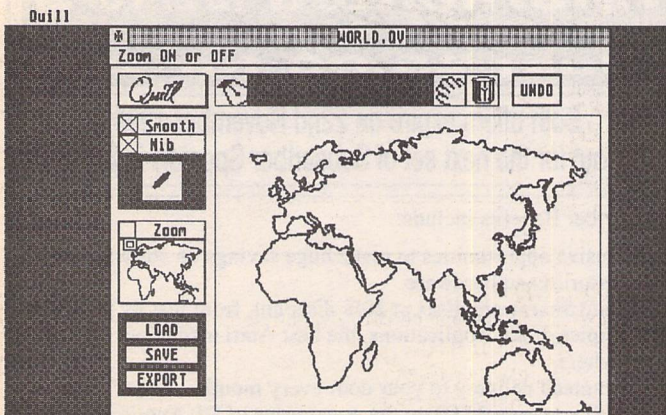 Quill
WORLD.QV
Zoom ON or OFF
Quill
UNDO
Smooth
Nib
Zoom
LOAD
SAVE
EXPORT